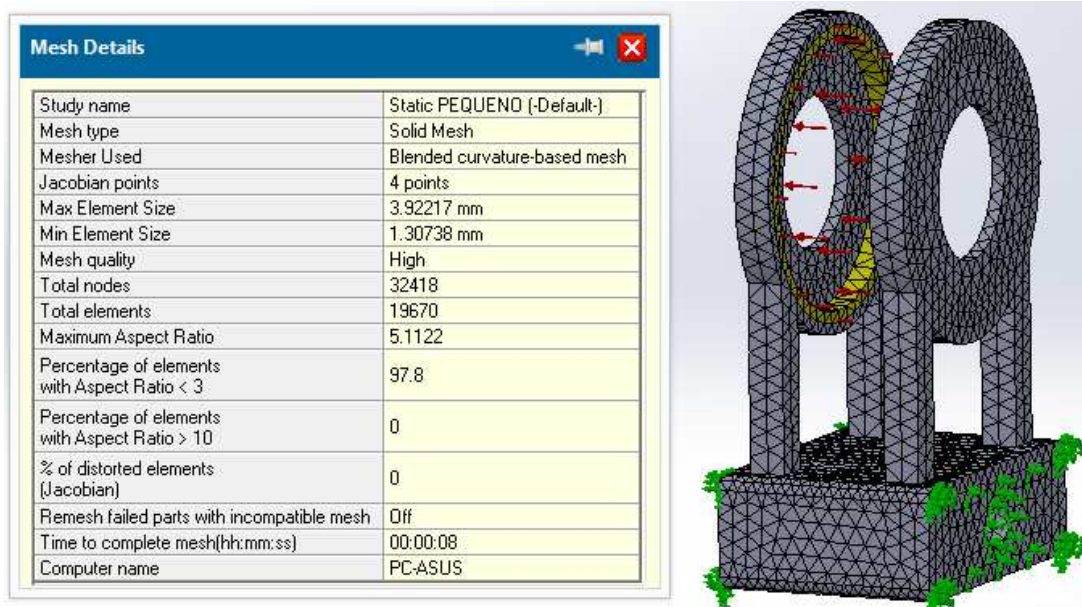 Mesh Details
Study name Static PEQUENO (-Default-)
Mesh type Solid Mesh
Mesher Used Blended curvature-based mesh
Jacobian points 4 points
Max Element Size 3.92217 mm
Min Element Size 1.30738 mm
Mesh quality High
Total nodes 32418
Total elements 19670
Maximum Aspect Ratio 5.1122
Percentage of elements
with Aspect Ratio < 3 97.8
Percentage of elements
with Aspect Ratio > 10 0
% of distorted elements
(Jacobian) 0
Remesh failed parts with incompatible mesh Off
Time to complete mesh(hh:mm:ss) 00:00:08
Computer name PC-ASUS